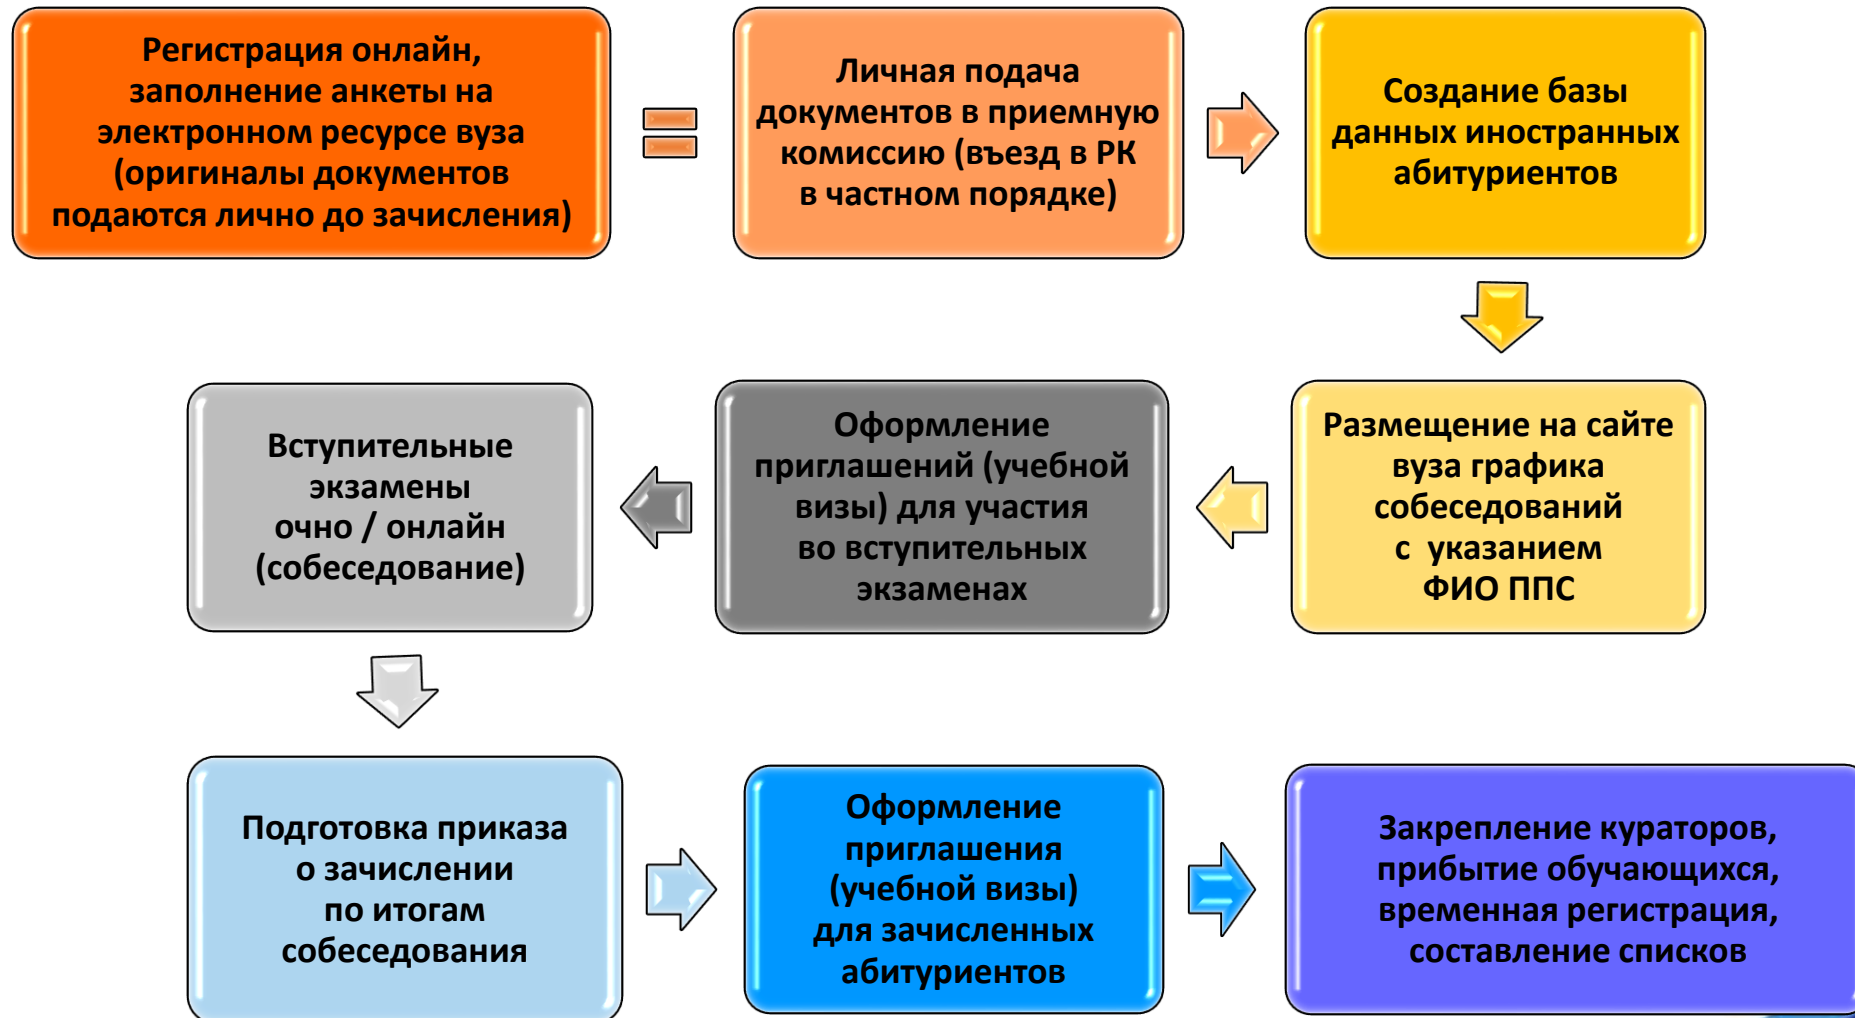 Регистрация онлайн,
заполнение анкеты на
электронном ресурсе вуза
(оригиналы документов
подаются лично до зачисления)
Личная подача
документов в приемную
комиссию (въезд в РК
в частном порядке)
Создание базы
данных иностранных
абитуриентов
Размещение на сайте
вуза графика
собеседований
с  указанием
ФИО ППС
Оформление
приглашений (учебной
визы) для участия
во вступительных
экзаменах
Вступительные
экзамены
очно / онлайн
(собеседование)
Подготовка приказа
о зачислении
по итогам
собеседования
Оформление
приглашения
(учебной визы)
для зачисленных
абитуриентов
Закрепление кураторов,
прибытие обучающихся,
временная регистрация,
составление списков